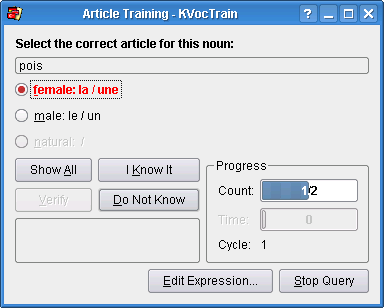 Article Training - KVocTrain
Select the correct article for this noun:
pois
female: la / une
male: le / un
natural: /
Show All
I Know It
Verify
Do Not Know
Progress
Count: 1/2
Time: 0
Cycle: 1
Edit Expression...
Stop Query